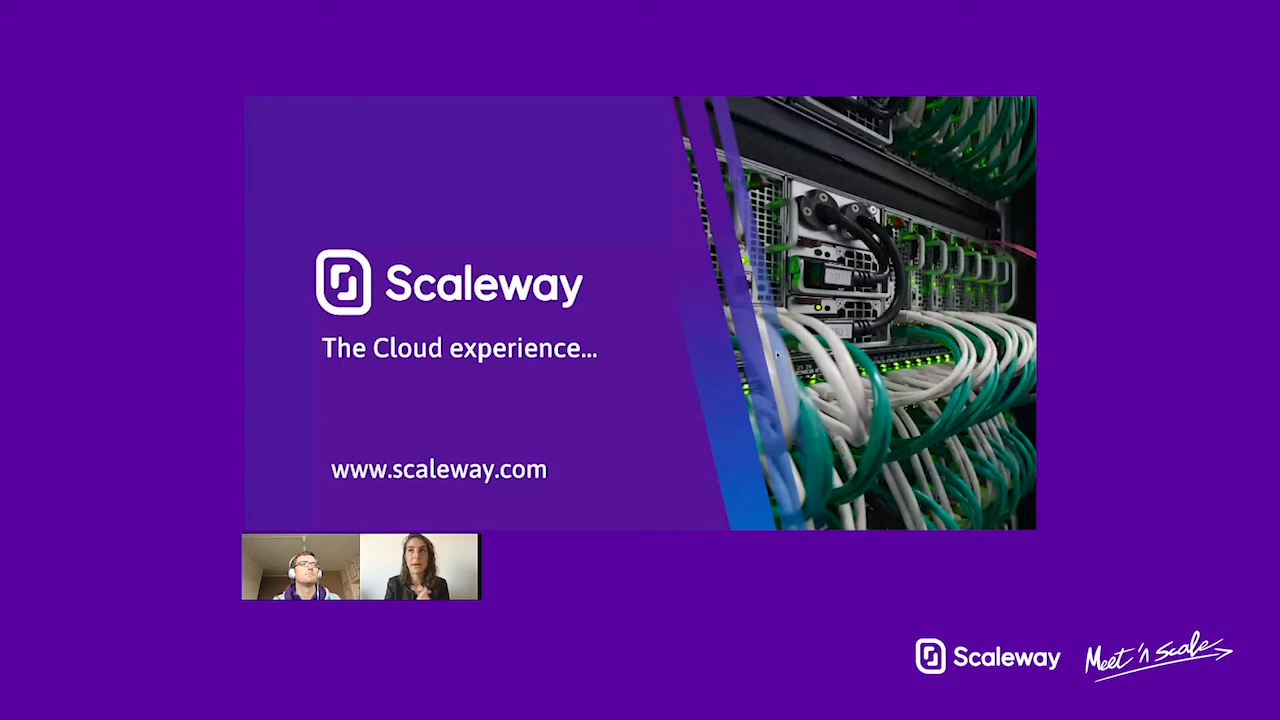 Scaleway
The Cloud experience...
www.scaleway.com
Scaleway
Meet 'n Scale